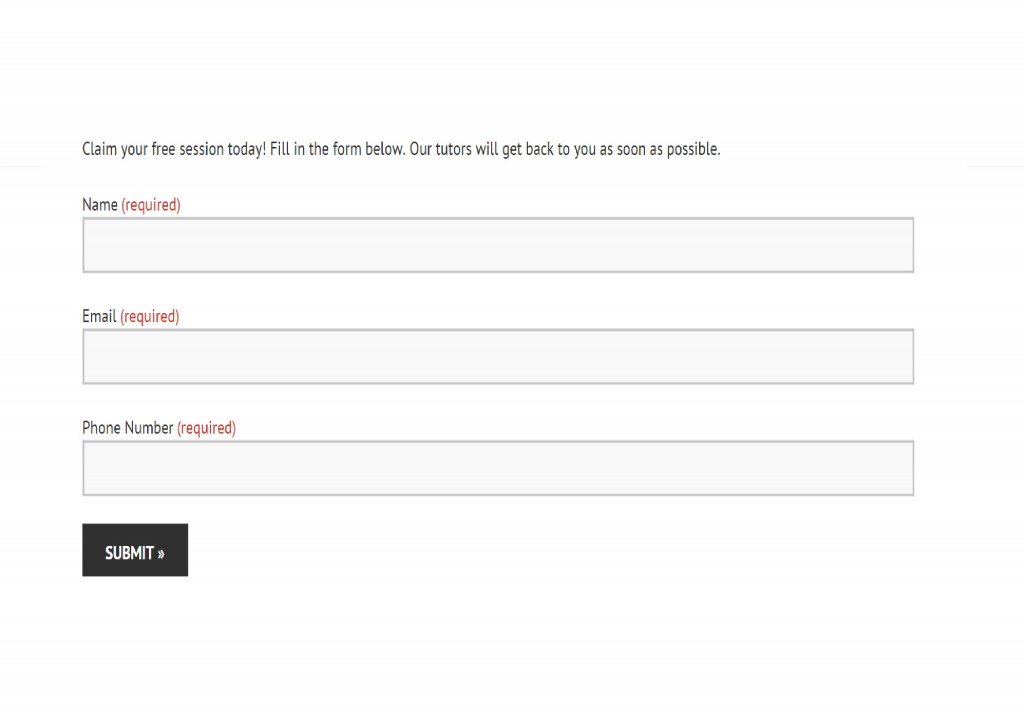 Claim your free session today! Fill in the form below. Our tutors will get back to you as soon as possible.
Name (required)
Email (required)
Phone Number (required)
SUBMIT »